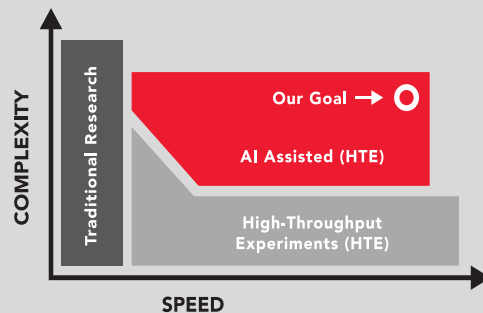 COMPLEXITY
Traditional Research
Our Goal →
AI Assisted (HTE)
High-Throughput
Experiments (HTE)
SPEED